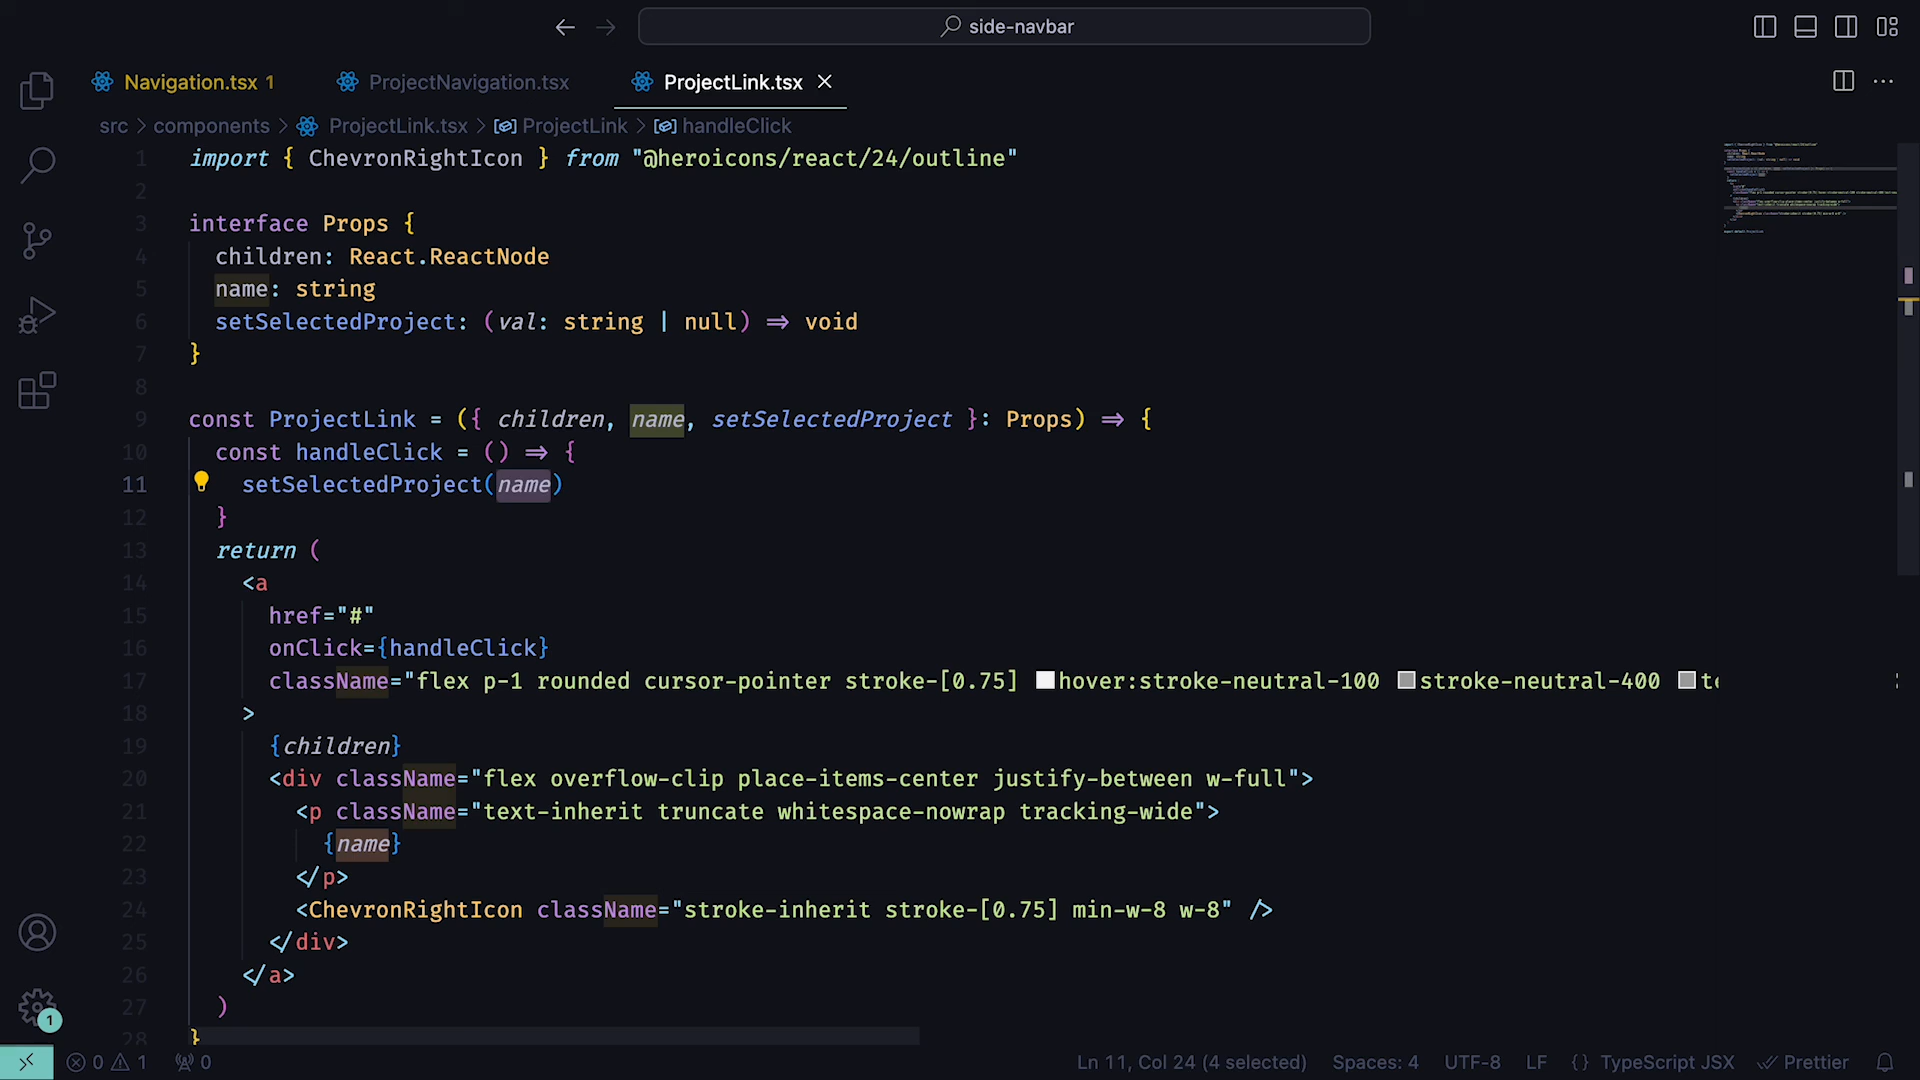 side-navbar
Navigation.tsx 1 ProjectNavigation.tsx ProjectLink.tsx
src > components > ProjectLink.tsx > ProjectLink > handleClick
1 import { ChevronRightIcon } from "@heroicons/react/24/outline"
2
3 interface Props {
4 children: React.ReactNode
5 name: string
6 setSelectedProject: (val: string | null) => void
7 }
8
9 const ProjectLink = ({ children, name, setSelectedProject }: Props) => {
10 const handleClick = () => {
11 setSelectedProject(name)
12 }
13 return (
14 <a
15 href="#"
16 onClick={handleClick}
17 className="flex p-1 rounded cursor-pointer stroke-[0.75] hover:stroke-neutral-100 stroke-neutral-400
18 >
19 {children}
20 <div className="flex overflow-clip place-items-center justify-between w-full">
21 <p className="text-inherit truncate whitespace-nowrap tracking-wide">
22 {name}
23 </p>
24 <ChevronRightIcon className="stroke-inherit stroke-[0.75] min-w-8 w-8" />
25 </div>
26 </a>
27 )
28 }
1
0 1 0 Ln 11, Col 24 (4 selected) Spaces: 4 UTF-8 LF {} TypeScript JSX Prettier